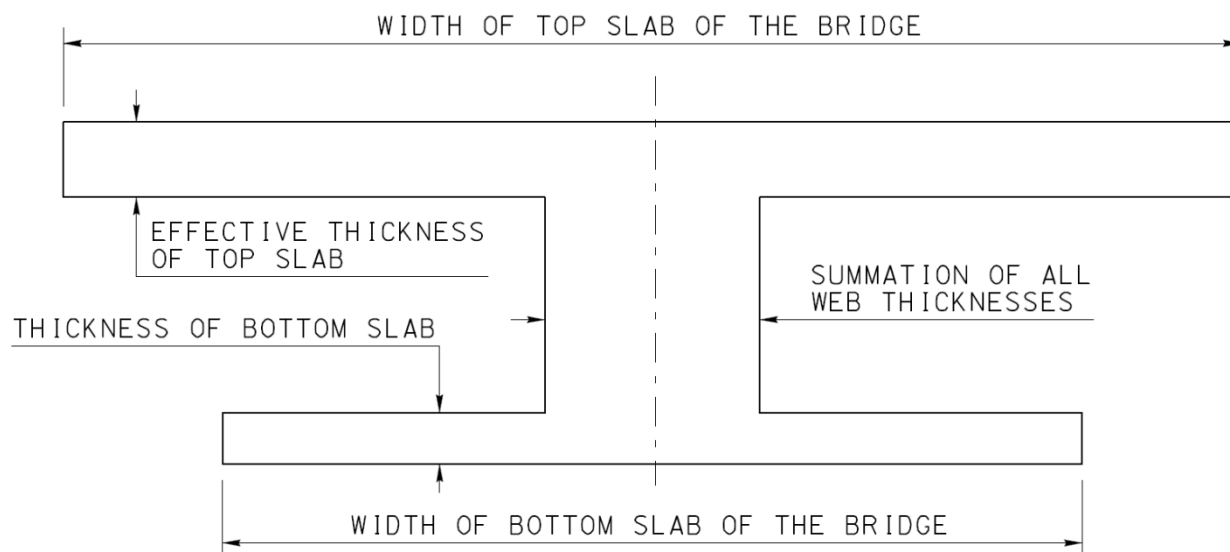 WIDTH OF TOP SLAB OF THE BRIDGE
EFFECTIVE THICKNESS
OF TOP SLAB
SUMMATION OF ALL
WEB THICKNESSES
THICKNESS OF BOTTOM SLAB
WIDTH OF BOTTOM SLAB OF THE BRIDGE